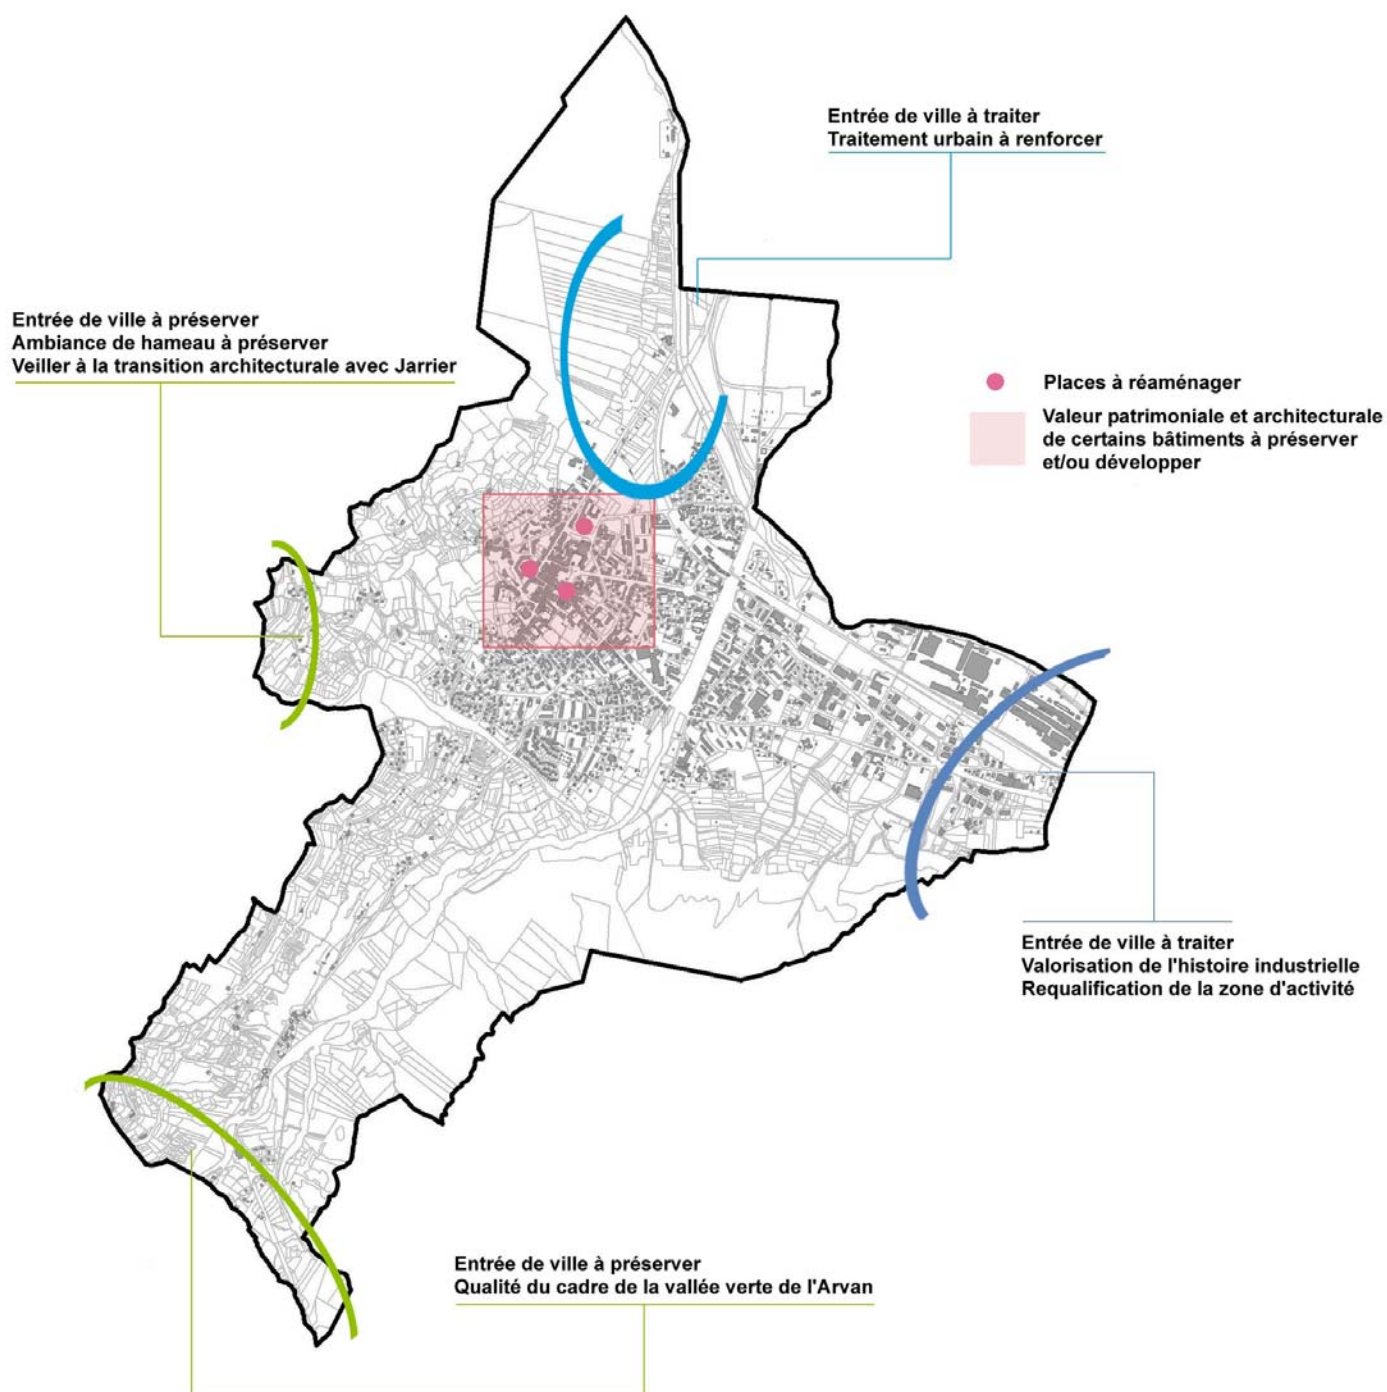 Entrée de ville à traiter
Traitement urbain à renforcer
Entrée de ville à préserver
Ambiance de hameau à préserver
Veiller à la transition architecturale avec Jarrier
Places à réaménager
Valeur patrimoniale et architecturale
de certains bâtiments à préserver
et/ou développer
Entrée de ville à traiter
Valorisation de l'histoire industrielle
Requalification de la zone d'activité
Entrée de ville à préserver
Qualité du cadre de la vallée verte de l'Arvan